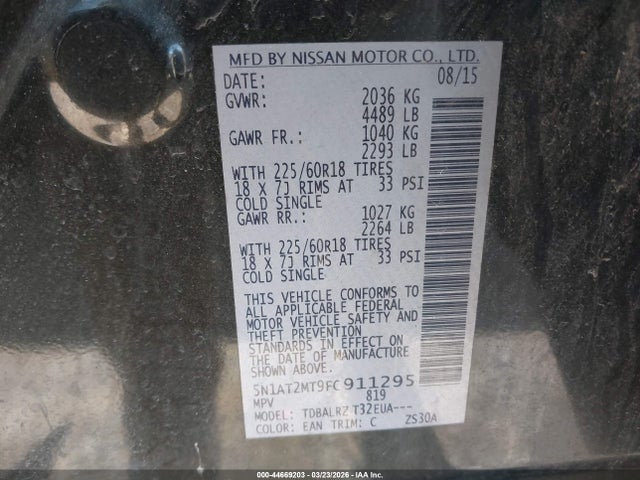 MFD BY NISSAN MOTOR CO., LTD.
DATE: 08/15
GVWR: 2036 KG
4489 LB
GAWR FR.: 1040 KG
2293 LB
WITH 225/60R18 TIRES
18 X 7J RIMS AT 33 PSI
COLD SINGLE
GAWR RR.: 1027 KG
2264 LB
WITH 225/60R18 TIRES
18 X 7J RIMS AT 33 PSI
COLD SINGLE
THIS VEHICLE CONFORMS TO
ALL APPLICABLE FEDERAL
MOTOR VEHICLE SAFETY AND
THEFT PREVENTION
STANDARDS IN EFFECT ON
THE DATE OF MANUFACTURE
SHOWN ABOVE.
5N1AT2MT9FC911295
MPV 819
MODEL: TDBALRZ T32EUA---
COLOR: EAN TRIM: C ZS30A
000-44669203 - 03/23/2026 - IAA Inc.